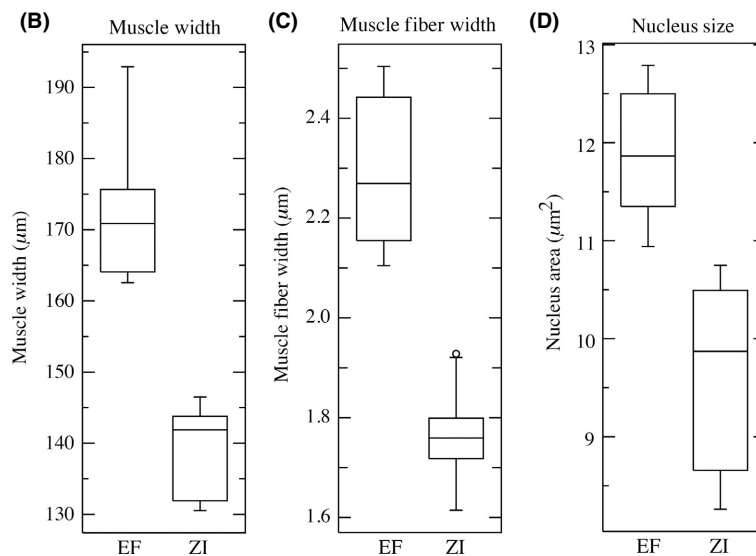 (B) Muscle width
Muscle width (μm)
190
180
170
160
150
140
130
EF ZI
(C) Muscle fiber width
Muscle fiber width (μm)
2.4
2.2
2.0
1.8
1.6
EF ZI
(D) Nucleus size
Nucleus area (μm²)
13
12
11
10
9
EF ZI